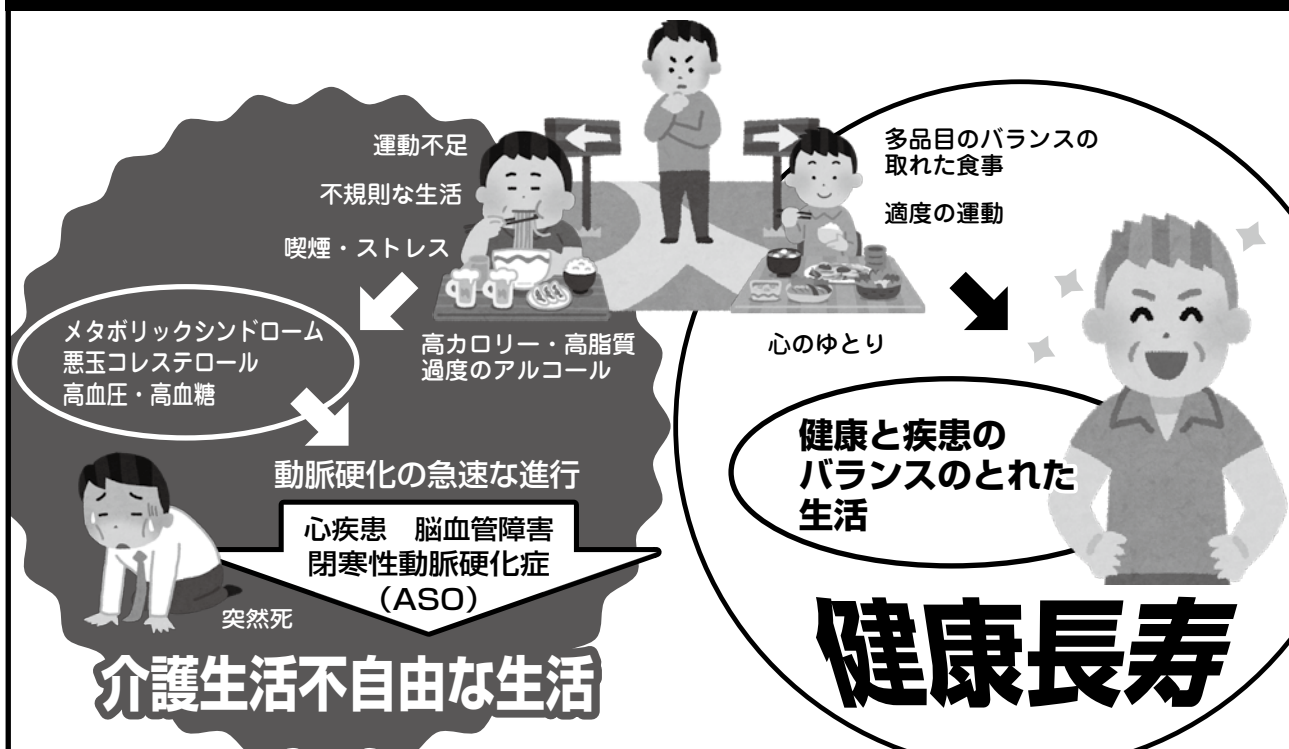 運動不足
不規則な生活
喫煙・ストレス
高カロリー・高脂質
過度のアルコール
メタボリックシンドローム
悪玉コレステロール
高血圧・高血糖
動脈硬化の急速な進行
心疾患　脳血管障害
閉寒性動脈硬化症
（ASO）
突然死
介護生活不自由な生活
多品目のバランスの
取れた食事
適度の運動
心のゆとり
健康と疾患の
バランスのとれた
生活
健康長寿